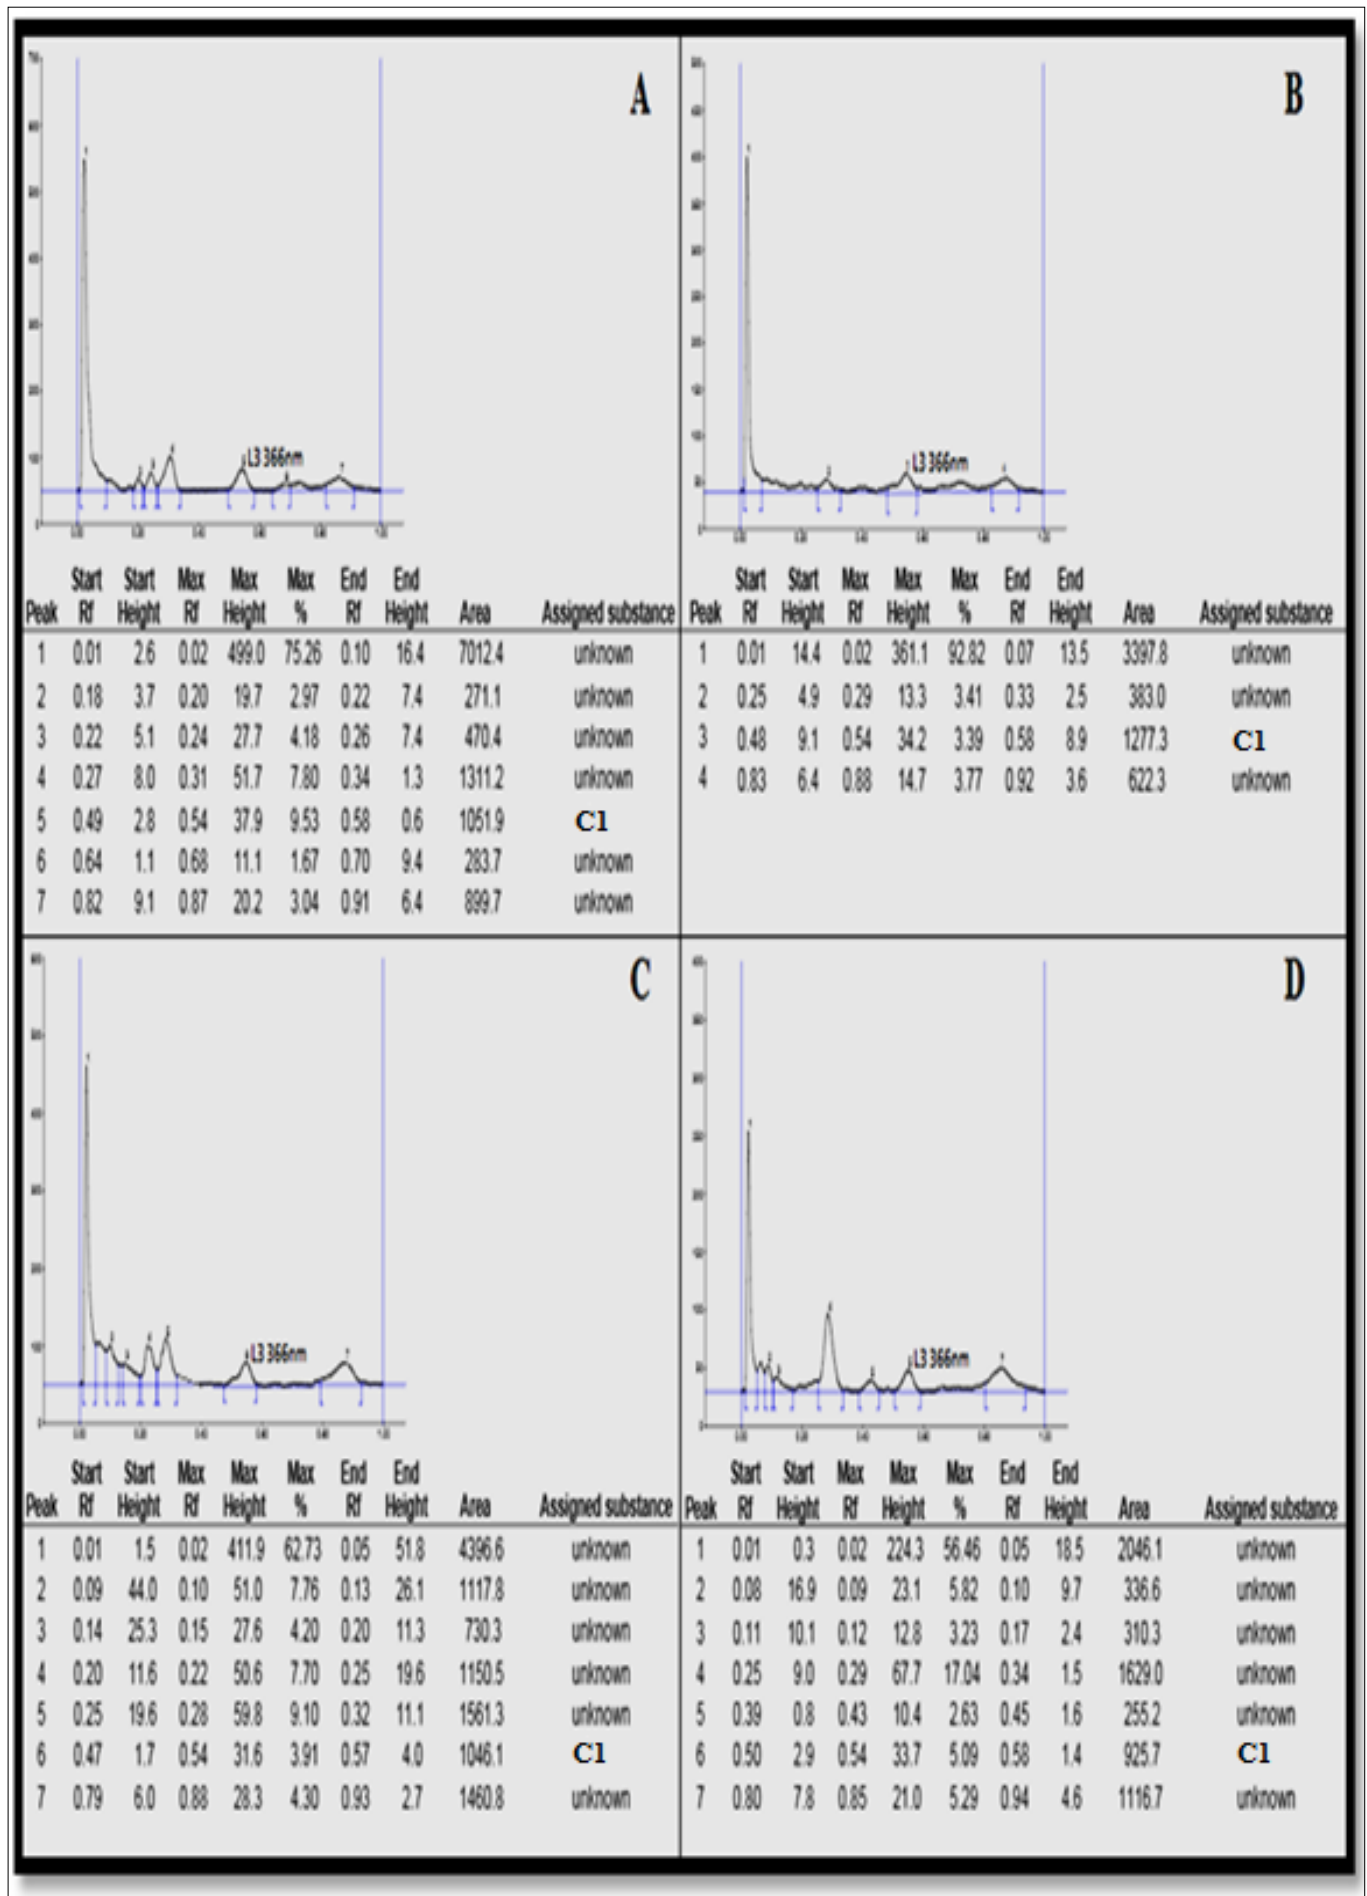 A
L3 366nm
Start Start Max Max Max End End
Peak Rf Height Rf Height % Rf Height Area Assigned substance
1 0.01 2.6 0.02 499.0 75.26 0.10 16.4 7012.4 unknown
2 0.18 3.7 0.20 19.7 2.97 0.22 7.4 271.1 unknown
3 0.22 5.1 0.24 27.7 4.18 0.26 7.4 470.4 unknown
4 0.27 8.0 0.31 51.7 7.80 0.34 1.3 1311.2 unknown
5 0.49 2.8 0.54 37.9 9.53 0.58 0.6 1051.9 C1
6 0.64 1.1 0.68 11.1 1.67 0.70 9.4 283.7 unknown
7 0.82 9.1 0.87 20.2 3.04 0.91 6.4 899.7 unknown
B
L3 366nm
Start Start Max Max Max End End
Peak Rf Height Rf Height % Rf Height Area Assigned substance
1 0.01 14.4 0.02 361.1 92.82 0.07 13.5 3397.8 unknown
2 0.25 4.9 0.29 13.3 3.41 0.33 2.5 383.0 unknown
3 0.48 9.1 0.54 34.2 3.39 0.58 8.9 1277.3 C1
4 0.83 6.4 0.88 14.7 3.77 0.92 3.6 622.3 unknown
C
L3 366nm
Start Start Max Max Max End End
Peak Rf Height Rf Height % Rf Height Area Assigned substance
1 0.01 1.5 0.02 411.9 62.73 0.05 51.8 4396.6 unknown
2 0.09 44.0 0.10 51.0 7.76 0.13 26.1 1117.8 unknown
3 0.14 25.3 0.15 27.6 4.20 0.20 11.3 730.3 unknown
4 0.20 11.6 0.22 50.6 7.70 0.25 19.6 1150.5 unknown
5 0.25 19.6 0.28 59.8 9.10 0.32 11.1 1561.3 unknown
6 0.47 1.7 0.54 31.6 3.91 0.57 4.0 1046.1 C1
7 0.79 6.0 0.88 28.3 4.30 0.93 2.7 1460.8 unknown
D
L3 366nm
Start Start Max Max Max End End
Peak Rf Height Rf Height % Rf Height Area Assigned substance
1 0.01 0.3 0.02 224.3 56.46 0.05 18.5 2046.1 unknown
2 0.08 16.9 0.09 23.1 5.82 0.10 9.7 336.6 unknown
3 0.11 10.1 0.12 12.8 3.23 0.17 2.4 310.3 unknown
4 0.25 9.0 0.29 67.7 17.04 0.34 1.5 1629.0 unknown
5 0.39 0.8 0.43 10.4 2.63 0.45 1.6 255.2 unknown
6 0.50 2.9 0.54 33.7 5.09 0.58 1.4 925.7 C1
7 0.80 7.8 0.85 21.0 5.29 0.94 4.6 1116.7 unknown